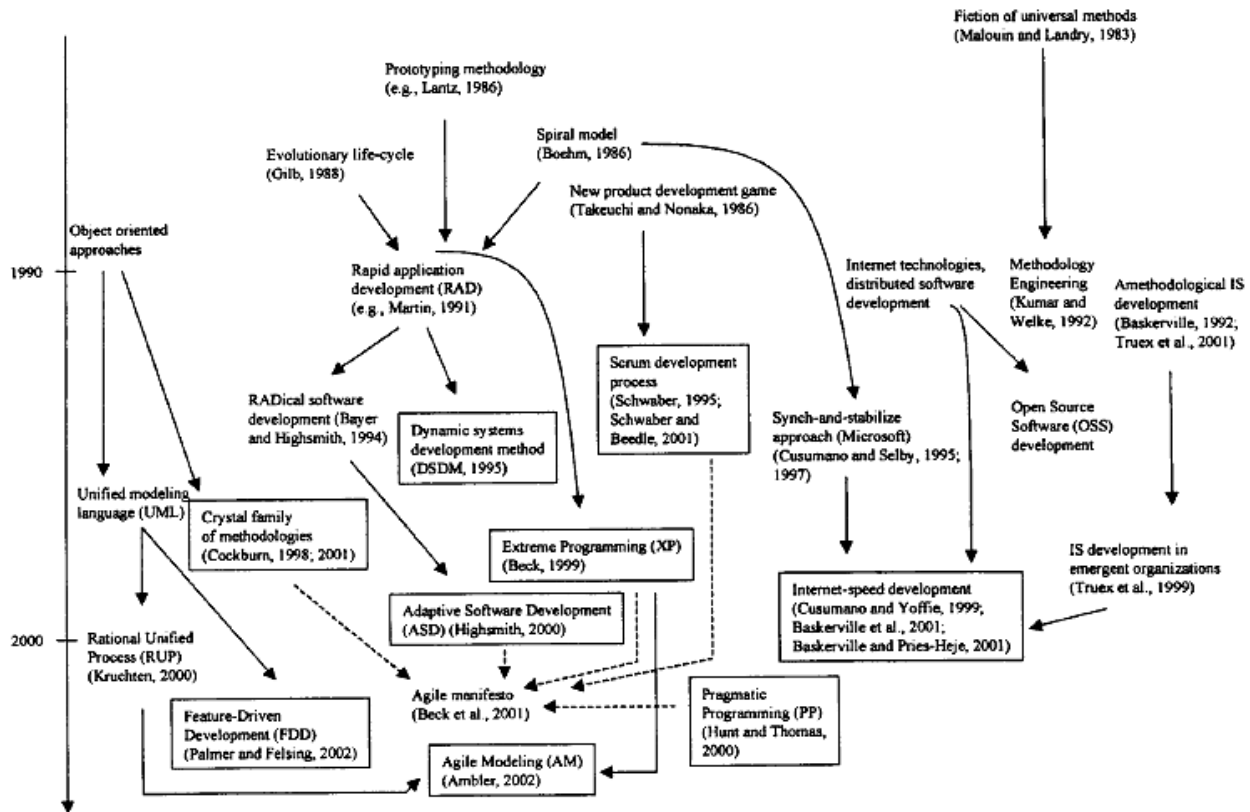 Fiction of universal methods
(Malouin and Landry, 1983)
Prototyping methodology
(e.g., Lantz, 1986)
Spiral model
(Boehm, 1986)
Evolutionary life-cycle
(Gilb, 1988)
New product development game
(Takeuchi and Nonaka, 1986)
Object oriented
approaches
1990
Rapid application
development (RAD)
(e.g., Martin, 1991)
Internet technologies,
distributed software
development
Methodology
Engineering
(Kumar and
Welke, 1992)
Amethodological IS
development
(Baskerville, 1992;
Truex et al., 2001)
Scrum development
process
(Schwaber, 1995;
Schwaber and
Beedle, 2001)
RADical software
development (Bayer
and Highsmith, 1994)
Dynamic systems
development method
(DSDM, 1995)
Synch-and-stabilize
approach (Microsoft)
(Cusumano and Selby, 1995;
1997)
Open Source
Software (OSS)
development
Unified modeling
language (UML)
Crystal family
of methodologies
(Cockburn, 1998; 2001)
Extreme Programming (XP)
(Beck, 1999)
IS development in
emergent organizations
(Truex et al., 1999)
Internet-speed development
(Cusumano and Yoffie, 1999;
Baskerville et al., 2001;
Baskerville and Pries-Heje, 2001)
Adaptive Software Development
(ASD) (Highsmith, 2000)
2000
Rational Unified
Process (RUP)
(Kruchten, 2000)
Agile manifesto
(Beck et al., 2001)
Pragmatic
Programming (PP)
(Hunt and Thomas,
2000)
Feature-Driven
Development (FDD)
(Palmer and Felsing, 2002)
Agile Modeling (AM)
(Ambler, 2002)